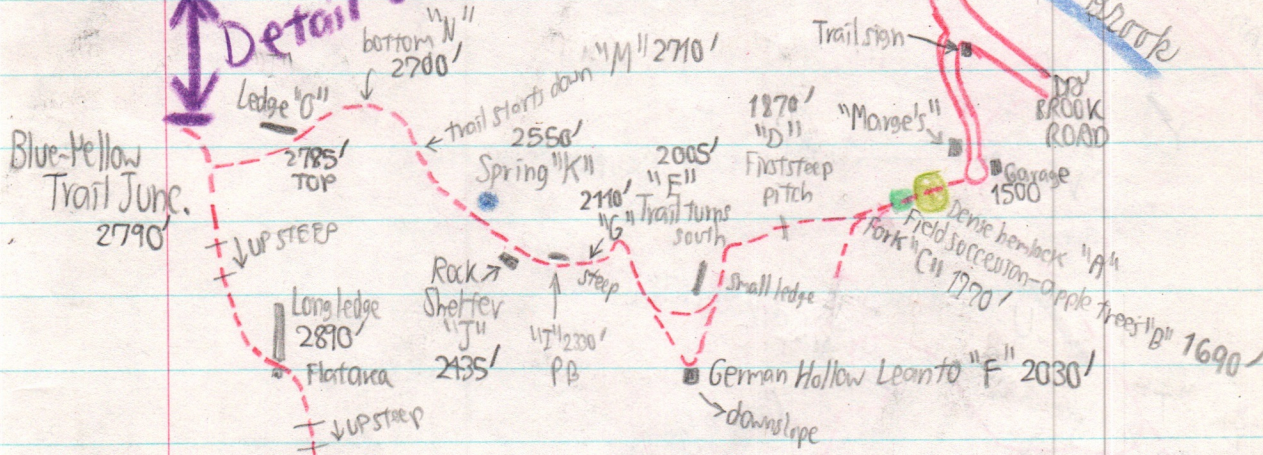 Detail
Brook
"N"
bottom
2700'
"M" 2710'
Trail sign
Ledge "O"
trail starts down
1870'
"Marge's"
BROOK
ROAD
Blue-Yellow
Trail Junc.
2790'
2785'
TOP
2550'
Spring "K"
2005'
"E"
Trail turns
south
"D"
First steep
pitch
Garage
1500
2110'
"G"
steep
Dense hemlock "A"
Field succession-apple trees-"B" 1690'
Fork "C" 1770'
↓UP STEEP
Rock
Shelter
"J"
2435'
"I" 2330'
PB
Small ledge
Long ledge
2890'
Flat area
German Hollow Leanto "F" 2030'
downslope
↓UP STEEP